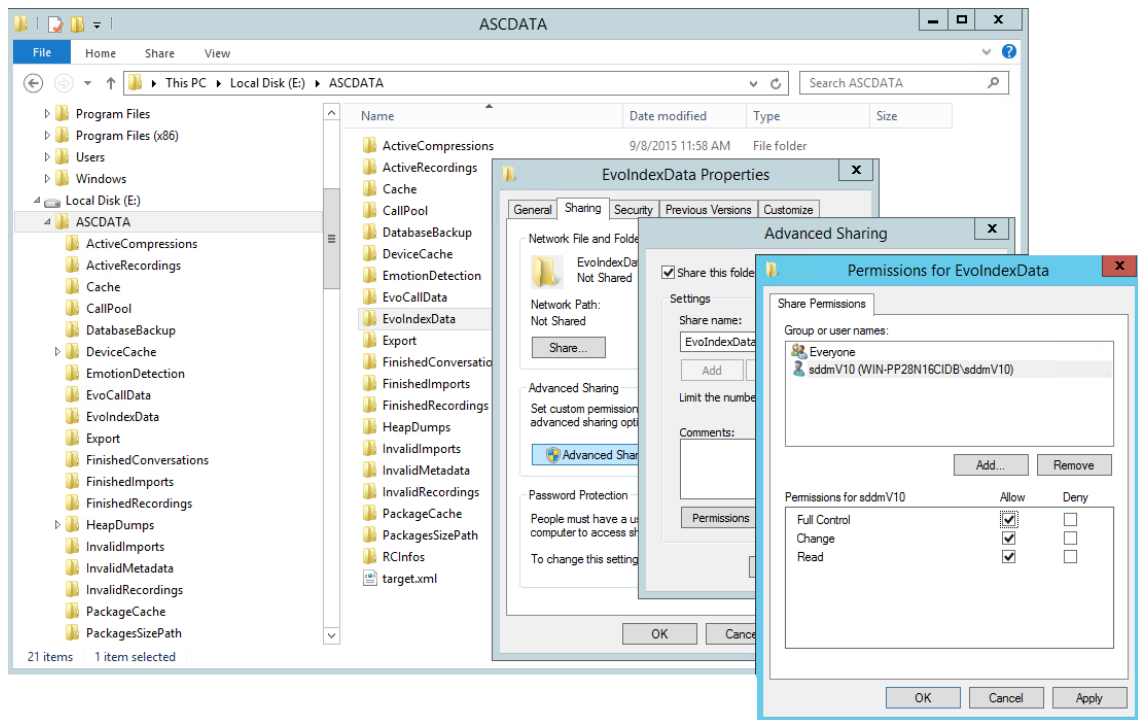 ASCDATA
File Home Share View
This PC Local Disk (E:) ASCDATA
Search ASCDATA
Program Files
Program Files (x86)
Users
Windows
Local Disk (E:)
ASCDATA
ActiveCompressions
ActiveRecordings
Cache
CallPool
DatabaseBackup
DeviceCache
EmotionDetection
EvoCallData
EvoIndexData
Export
FinishedConversations
FinishedImports
FinishedRecordings
HeapDumps
InvalidImports
InvalidMetadata
InvalidRecordings
PackageCache
PackagesSizePath
Name Date modified Type Size
ActiveCompressions 9/8/2015 11:58 AM File folder
ActiveRecordings
Cache
CallPool
DatabaseBackup
DeviceCache
EmotionDetection
EvoCallData
EvoIndexData
Export
FinishedConversatio
FinishedImports
FinishedRecordings
HeapDumps
InvalidImports
InvalidMetadata
InvalidRecordings
PackageCache
PackagesSizePath
RCInfos
target.xml
21 items 1 item selected
EvoIndexData Properties
General Sharing Security Previous Versions Customize
Network File and Folde
EvoIndexDa
Not Shared
Network Path:
Not Shared
Share...
Advanced Sharing
Set custom permission
advanced sharing opti
Advanced Shar
Password Protection
People must have a us
computer to access sh
To change this setting
OK Cance
Advanced Sharing
Share this folde
Settings
Share name:
EvoIndexData
Add
Limit the numbe
Comments:
Permissions
Permissions for EvoIndexData
Share Permissions
Group or user names:
Everyone
sddmV10 (WIN-PP28N16CIDB\sddmV10)
Add... Remove
Permissions for sddmV10 Allow Deny
Full Control
Change
Read
OK Cancel Apply